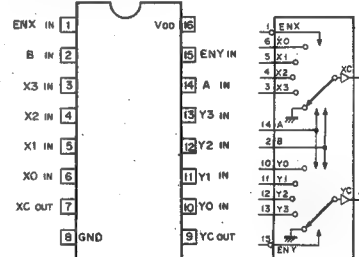 ENX IN 1
B IN 2
X3 IN 3
X2 IN 4
X1 IN 5
X0 IN 6
XC OUT 7
8 GND
VDD 16
15 ENY IN
14 A IN
13 Y3 IN
12 Y2 IN
11 Y1 IN
10 Y0 IN
9 YC OUT
1 ENX
6 X0
5 X1
4 X2
3 X3
XC
14 A
2 B
10 Y0
11 Y1
12 Y2
13 Y3
YC
15 ENY